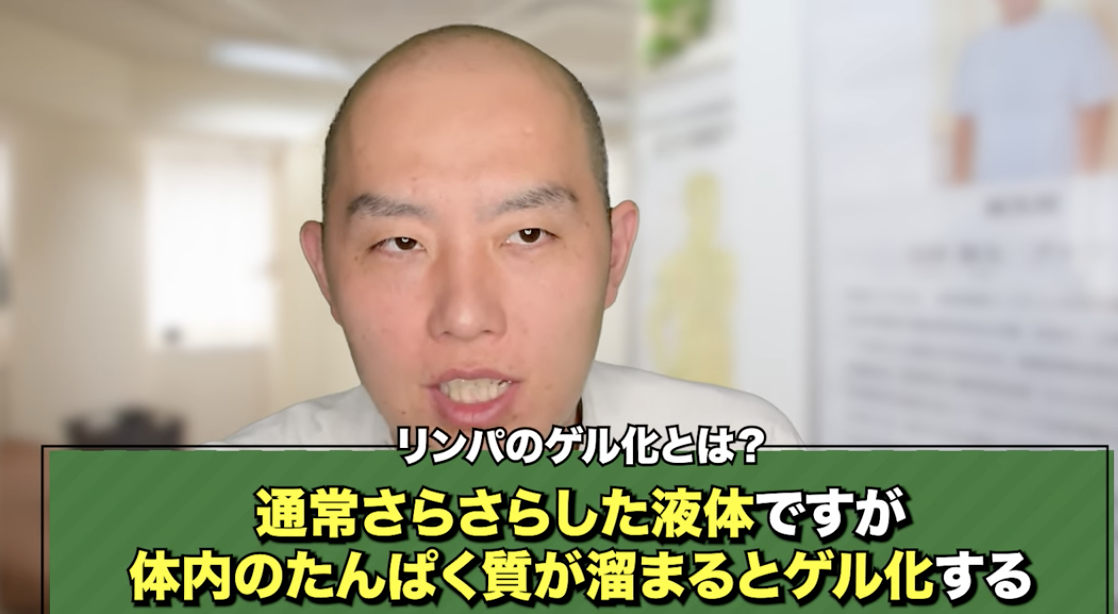 リンパのゲル化とは?
通常さらさらした液体ですが
体内のたんぱく質が溜まるとゲル化する